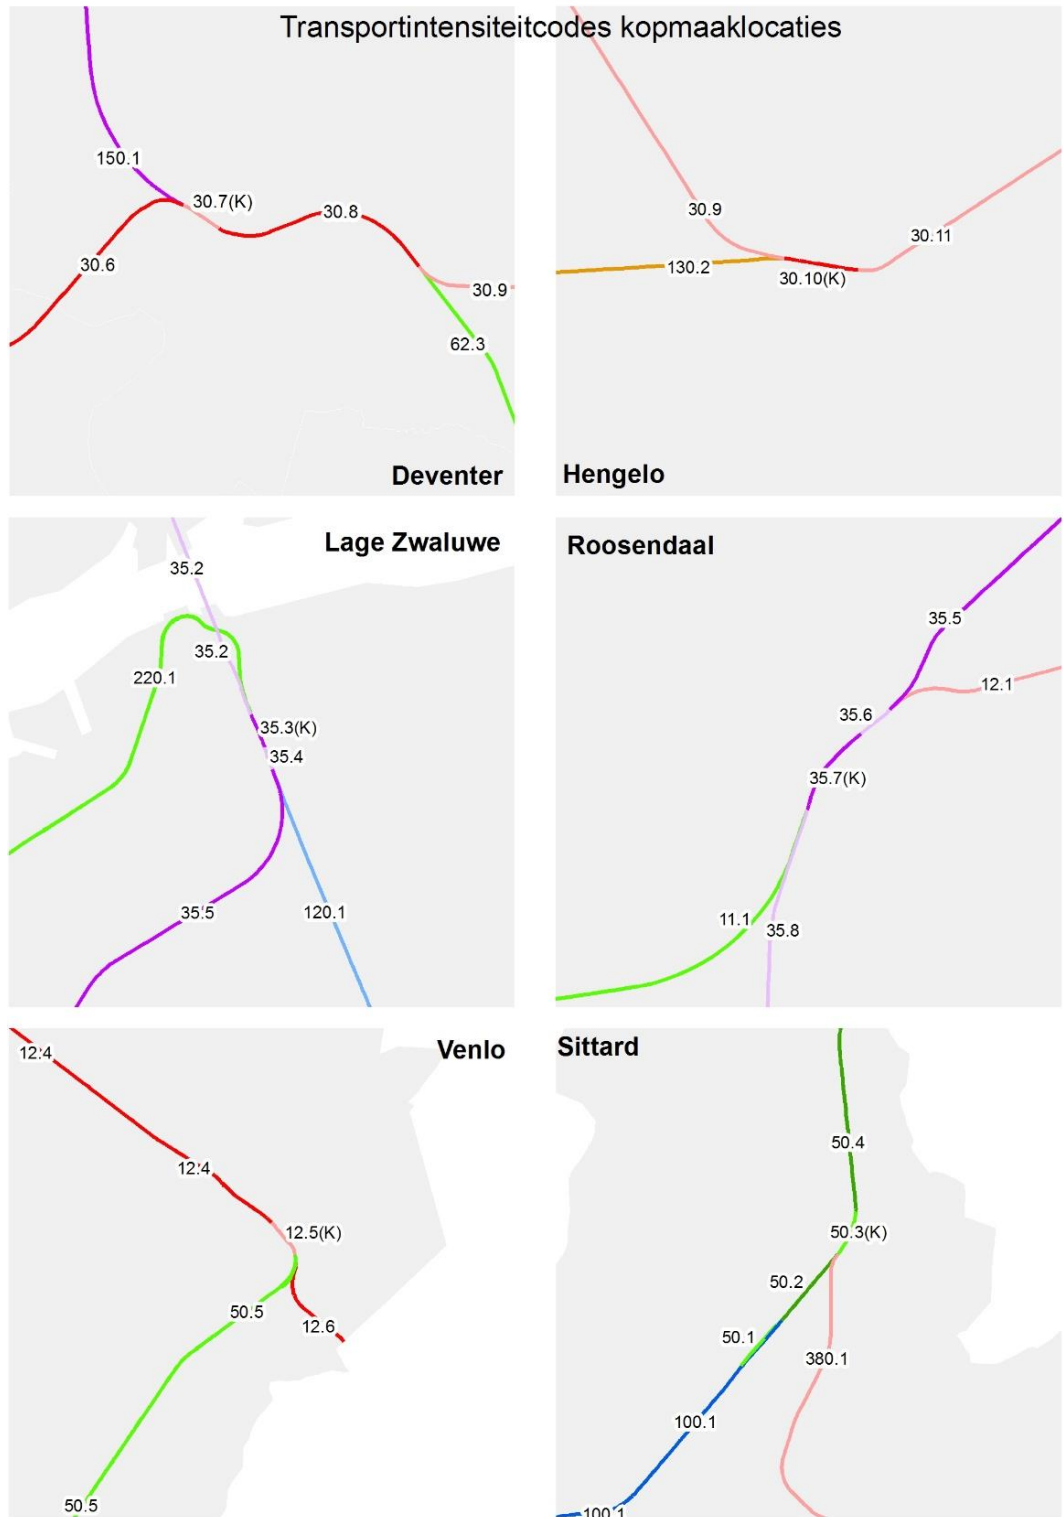 Transportintensiteitcodes kopmaaklocaties
150.1
30.7(K)
30.8
30.6
30.9
62.3
Deventer
30.9
30.11
130.2
30.10(K)
Hengelo
Lage Zwaluwe
35.2
35.2
220.1
35.3(K)
35.4
35.5
120.1
Roosendaal
35.5
12.1
35.6
35.7(K)
11.1
35.8
Venlo
12.4
12.4
12.5(K)
50.5
12.6
50.5
Sittard
50.4
50.3(K)
50.2
50.1
380.1
100.1
100.1